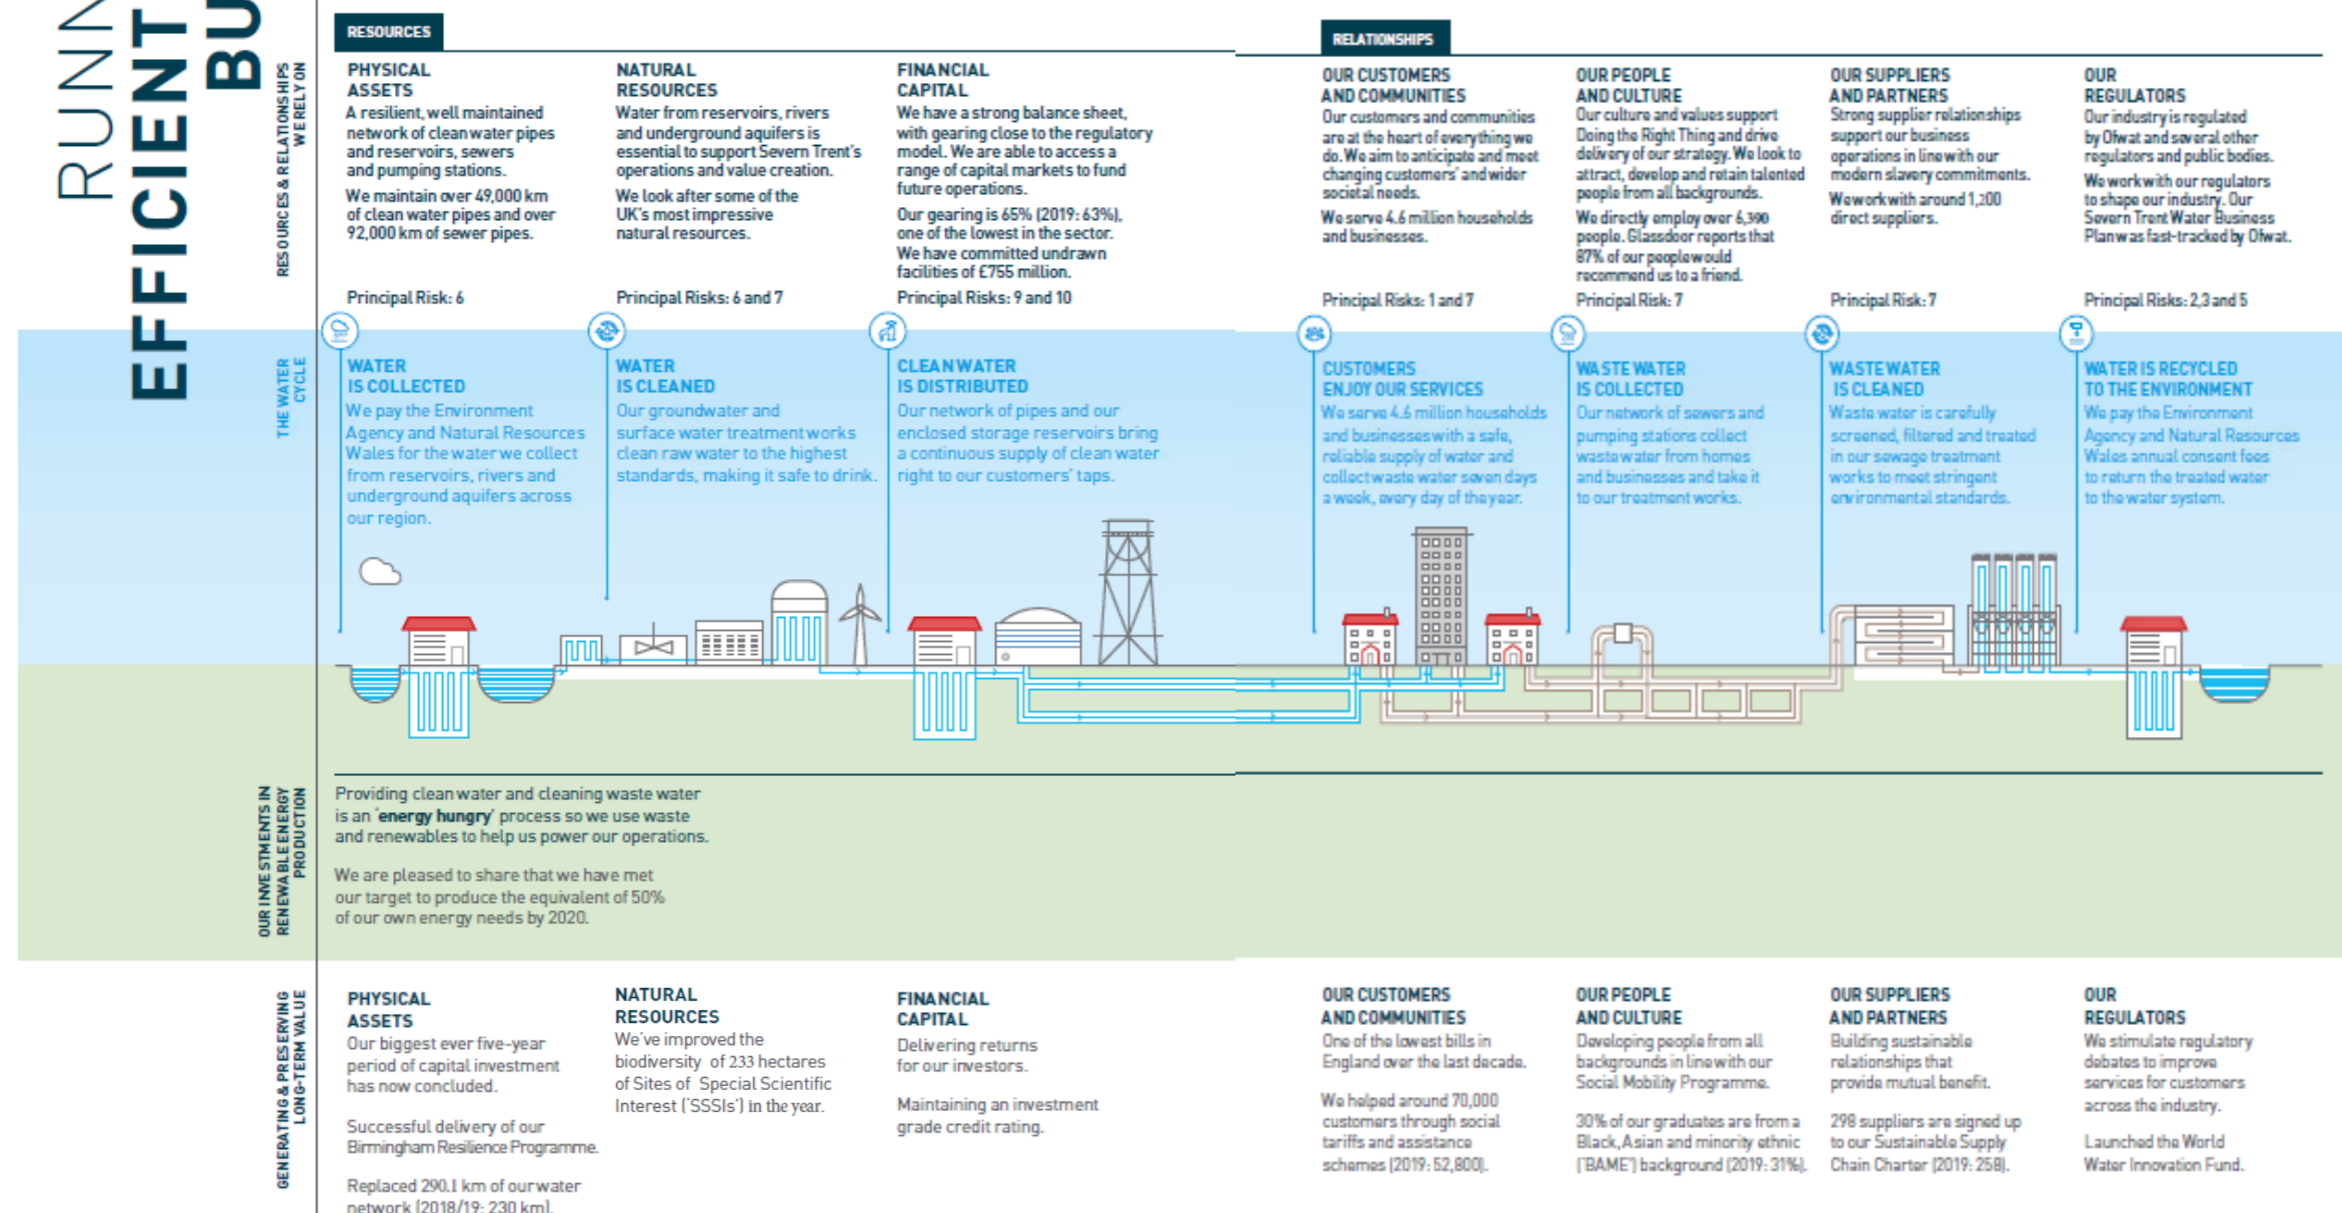 RUNN
EFFICIENT
BU
RESOURCES & RELATIONSHIPS
WE RELY ON
RESOURCES
PHYSICAL
ASSETS
A resilient, well maintained
network of clean water pipes
and reservoirs, sewers
and pumping stations.
We maintain over 49,000 km
of clean water pipes and over
92,000 km of sewer pipes.
Principal Risk: 6
NATURAL
RESOURCES
Water from reservoirs, rivers
and underground aquifers is
essential to support Severn Trent's
operations and value creation.
We look after some of the
UK's most impressive
natural resources.
Principal Risks: 6 and 7
FINANCIAL
CAPITAL
We have a strong balance sheet,
with gearing close to the regulatory
model. We are able to access a
range of capital markets to fund
future operations.
Our gearing is 65% (2019: 63%),
one of the lowest in the sector.
We have committed undrawn
facilities of £755 million.
Principal Risks: 9 and 10
RELATIONSHIPS
OUR CUSTOMERS
AND COMMUNITIES
Our customers and communities
are at the heart of everything we
do. We aim to anticipate and meet
changing customers' and wider
societal needs.
We serve 4.6 million households
and businesses.
Principal Risks: 1 and 7
OUR PEOPLE
AND CULTURE
Our culture and values support
Doing the Right Thing and drive
delivery of our strategy. We look to
attract, develop and retain talented
people from all backgrounds.
We directly employ over 6,390
people. Glassdoor reports that
87% of our people would
recommend us to a friend.
Principal Risk: 7
OUR SUPPLIERS
AND PARTNERS
Strong supplier relationships
support our business
operations in line with our
modern slavery commitments.
We work with around 1,200
direct suppliers.
Principal Risk: 7
OUR
REGULATORS
Our industry is regulated
by Ofwat and several other
regulators and public bodies.
We work with our regulators
to shape our industry. Our
Severn Trent Water Business
Plan was fast-tracked by Ofwat.
Principal Risks: 2,3 and 5
THE WATER
CYCLE
WATER
IS COLLECTED
We pay the Environment
Agency and Natural Resources
Wales for the water we collect
from reservoirs, rivers and
underground aquifers across
our region.
WATER
IS CLEANED
Our groundwater and
surface water treatment works
clean raw water to the highest
standards, making it safe to drink.
CLEAN WATER
IS DISTRIBUTED
Our network of pipes and our
enclosed storage reservoirs bring
a continuous supply of clean water
right to our customers' taps.
CUSTOMERS
ENJOY OUR SERVICES
We serve 4.6 million households
and businesses with a safe,
reliable supply of water and
collect waste water seven days
a week, every day of the year.
WASTE WATER
IS COLLECTED
Our network of sewers and
pumping stations collect
waste water from homes
and businesses and take it
to our treatment works.
WASTE WATER
IS CLEANED
Waste water is carefully
screened, filtered and treated
in our sewage treatment
works to meet stringent
environmental standards.
WATER IS RECYCLED
TO THE ENVIRONMENT
We pay the Environment
Agency and Natural Resources
Wales annual consent fees
to return the treated water
to the water system.
OUR INVESTMENTS IN
RENEWABLE ENERGY
PRODUCTION
Providing clean water and cleaning waste water
is an 'energy hungry' process so we use waste
and renewables to help us power our operations.
We are pleased to share that we have met
our target to produce the equivalent of 50%
of our own energy needs by 2020.
GENERATING & PRESERVING
LONG-TERM VALUE
PHYSICAL
ASSETS
Our biggest ever five-year
period of capital investment
has now concluded.
Successful delivery of our
Birmingham Resilience Programme.
Replaced 290.1 km of our water
network (2018/19: 230 km).
NATURAL
RESOURCES
We've improved the
biodiversity of 233 hectares
of Sites of Special Scientific
Interest ('SSSIs') in the year.
FINANCIAL
CAPITAL
Delivering returns
for our investors.
Maintaining an investment
grade credit rating.
OUR CUSTOMERS
AND COMMUNITIES
One of the lowest bills in
England over the last decade.
We helped around 70,000
customers through social
tariffs and assistance
schemes (2019: 52,800).
OUR PEOPLE
AND CULTURE
Developing people from all
backgrounds in line with our
Social Mobility Programme.
30% of our graduates are from a
Black, Asian and minority ethnic
('BAME') background (2019: 31%).
OUR SUPPLIERS
AND PARTNERS
Building sustainable
relationships that
provide mutual benefit.
298 suppliers are signed up
to our Sustainable Supply
Chain Charter (2019: 258).
OUR
REGULATORS
We stimulate regulatory
debates to improve
services for customers
across the industry.
Launched the World
Water Innovation Fund.